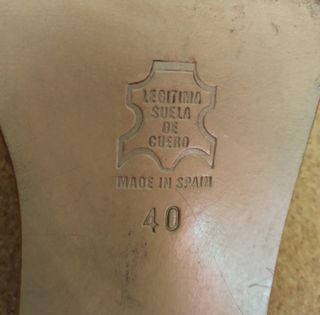 LEGITIMA
SUELA
DE
CUERO
MADE IN SPAIN
40